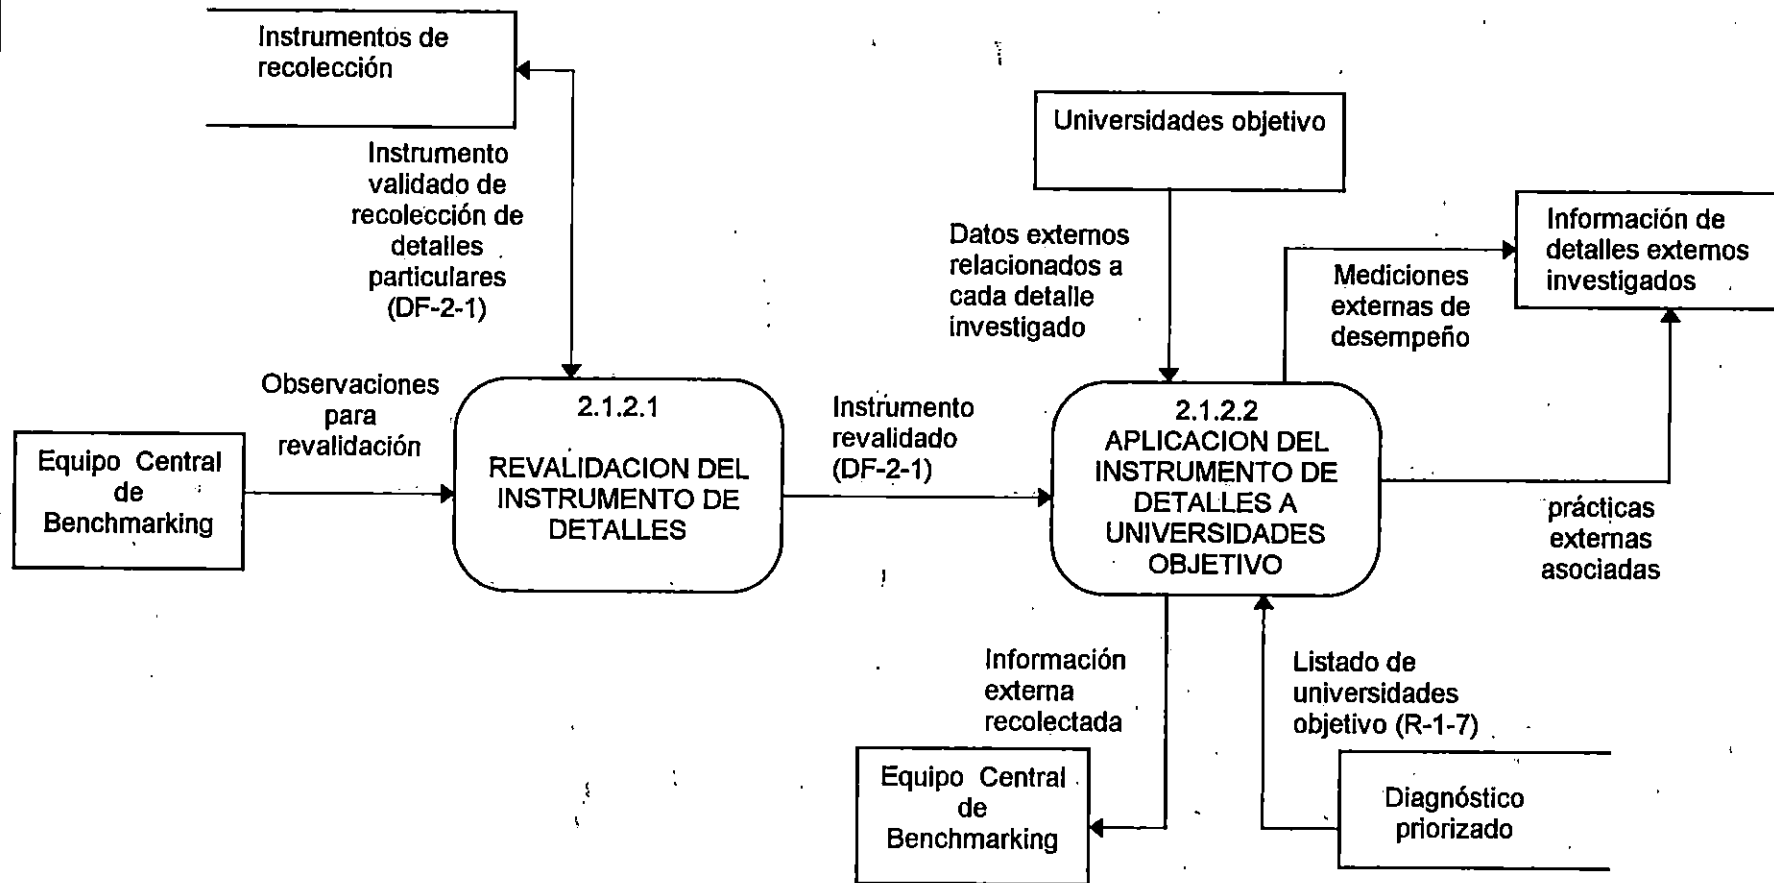 Instrumentos de
recolección
Universidades objetivo
Instrumento
validado de
recolección de
detalles
particulares
(DF-2-1)
Datos externos
relacionados a
cada detalle
investigado
Mediciones
externas de
desempeño
Información de
detalles externos
investigados
Observaciones
para
revalidación
Equipo Central
de
Benchmarking
2.1.2.1
REVALIDACION DEL
INSTRUMENTO DE
DETALLES
Instrumento
revalidado
(DF-2-1)
2.1.2.2
APLICACION DEL
INSTRUMENTO DE
DETALLES A
UNIVERSIDADES
OBJETIVO
prácticas
externas
asociadas
Información
externa
recolectada
Listado de
universidades
objetivo (R-1-7)
Equipo Central
de
Benchmarking
Diagnóstico
priorizado